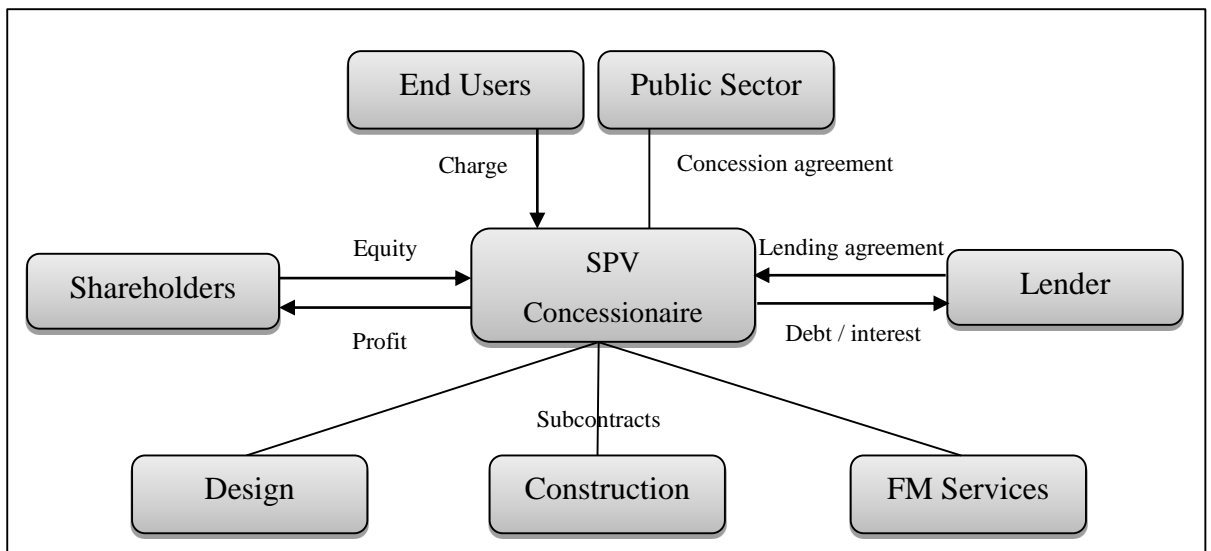 End Users
Public Sector
Charge
Concession agreement
Equity
SPV
Lending agreement
Shareholders
Concessionaire
Lender
Profit
Debt / interest
Subcontracts
Design
Construction
FM Services